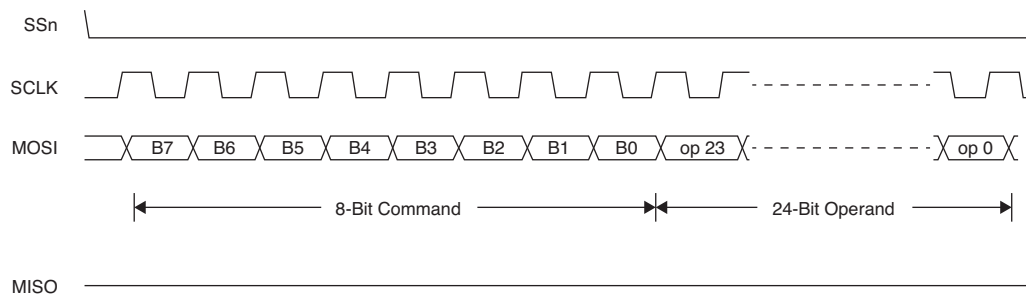 SSn
SCLK
MOSI B7 B6 B5 B4 B3 B2 B1 B0 op 23 op 0
8-Bit Command 24-Bit Operand
MISO